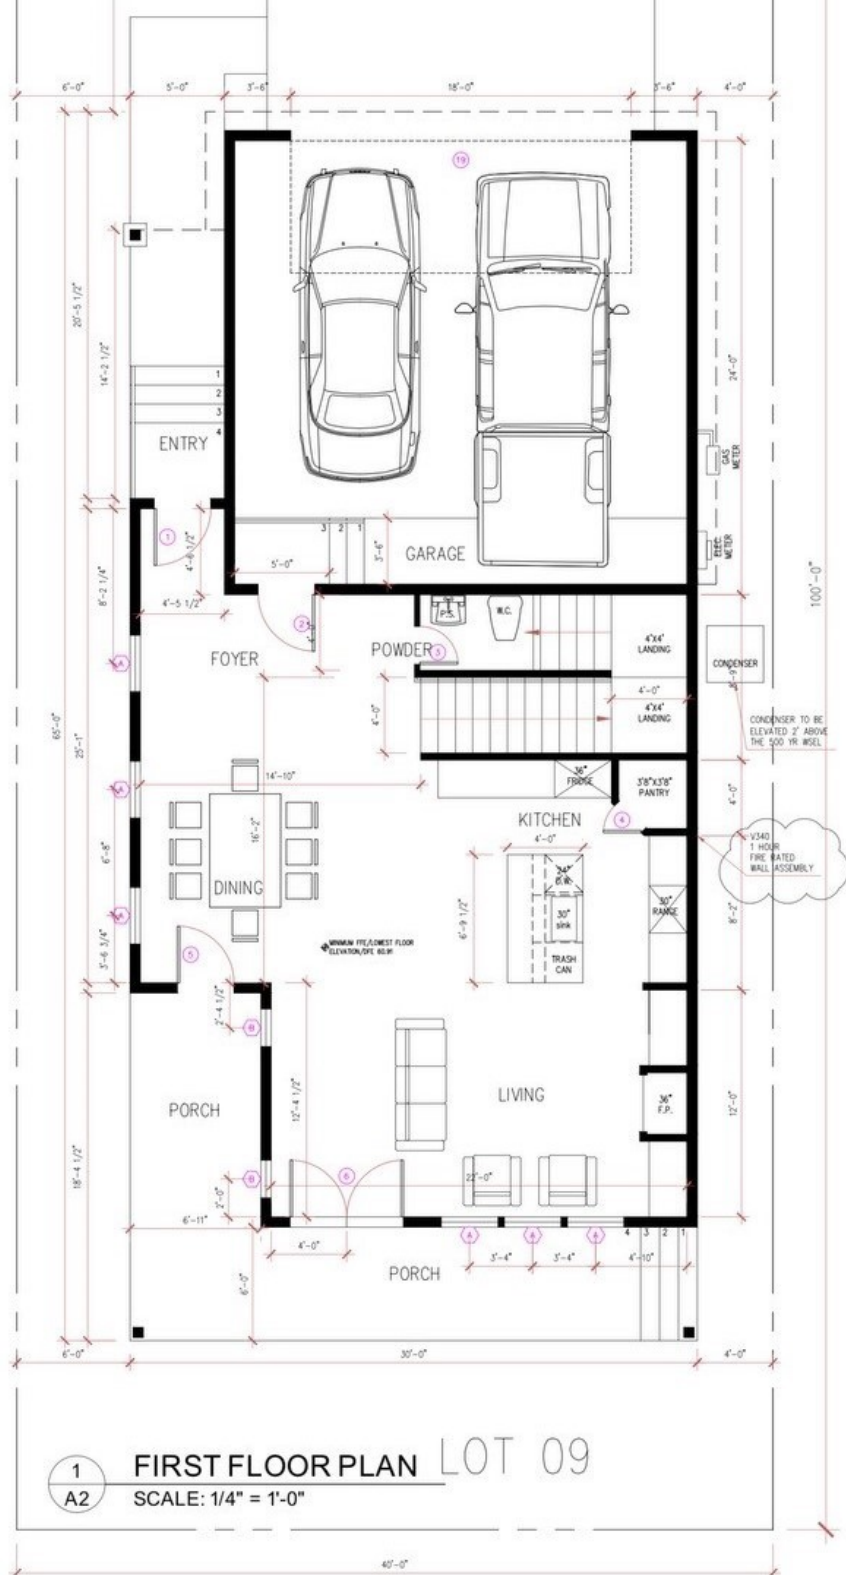 6'-0"
5'-0"
3'-6"
18'-0"
3'-6"
4'-0"
19
20'-5 1/2"
14'-2 1/2"
24'-0"
1
2
3
4
ENTRY
GAS
METER
ELEC.
METER
1
4'-6 1/2"
3 2 1
5'-0"
3'-6"
GARAGE
100'-0"
8'-2 1/4"
4'-5 1/2"
2
P.S.
W.C.
4'X4'
LANDING
FOYER
POWDER
3
CONDENSER
A
4'-0"
4'-0"
4'X4'
LANDING
CONDENSER TO BE
ELEVATED 2' ABOVE
THE 500 YR WSEL
65'-0"
25'-1"
14'-10"
36"
FRIDGE
3'8"X3'8"
PANTRY
4'-0"
A
KITCHEN
4
16'-2"
4'-0"
V340
1 HOUR
FIRE RATED
WALL ASSEMBLY
6'-8"
24"
D.W.
DINING
30"
RANGE
8'-2"
A
6'-9 1/2"
30"
sink
MINIMUM FFE/LOWEST FLOOR
ELEVATION/DFE 60.91
3'-6 3/4"
5
TRASH
CAN
2'-4 1/2"
B
12'-4 1/2"
LIVING
36"
F.P.
12'-0"
PORCH
18'-4 1/2"
B
6
22'-0"
2'-0"
6'-11"
4'-0"
A
A
A
4 3 2 1
3'-4"
3'-4"
4'-10"
PORCH
6'-0"
6'-0"
30'-0"
4'-0"
1
A2
FIRST FLOOR PLAN LOT 09
SCALE: 1/4" = 1'-0"
40'-0"